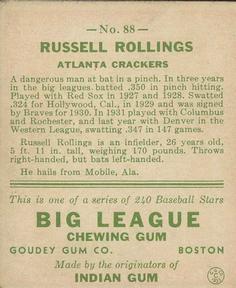 —No. 88—
RUSSELL ROLLINGS
ATLANTA CRACKERS
A dangerous man at bat in a pinch. In three years
in the big leagues batted .350 in pinch hitting.
Played with Red Sox in 1927 and 1928. Swatted
.324 for Hollywood, Cal., in 1929 and was signed
by Braves for 1930. In 1931 played with Columbus
and Rochester, and last year with Denver in the
Western League, swatting .347 in 147 games.
Russell Rollings is an infielder, 26 years old,
5 ft. 11 in. tall, weighing 170 pounds. Throws
right-handed, but bats left-handed.
He hails from Mobile, Ala.
This is one of a series of 240 Baseball Stars
BIG LEAGUE
CHEWING GUM
GOUDEY GUM CO. BOSTON
Made by the originators of
INDIAN GUM